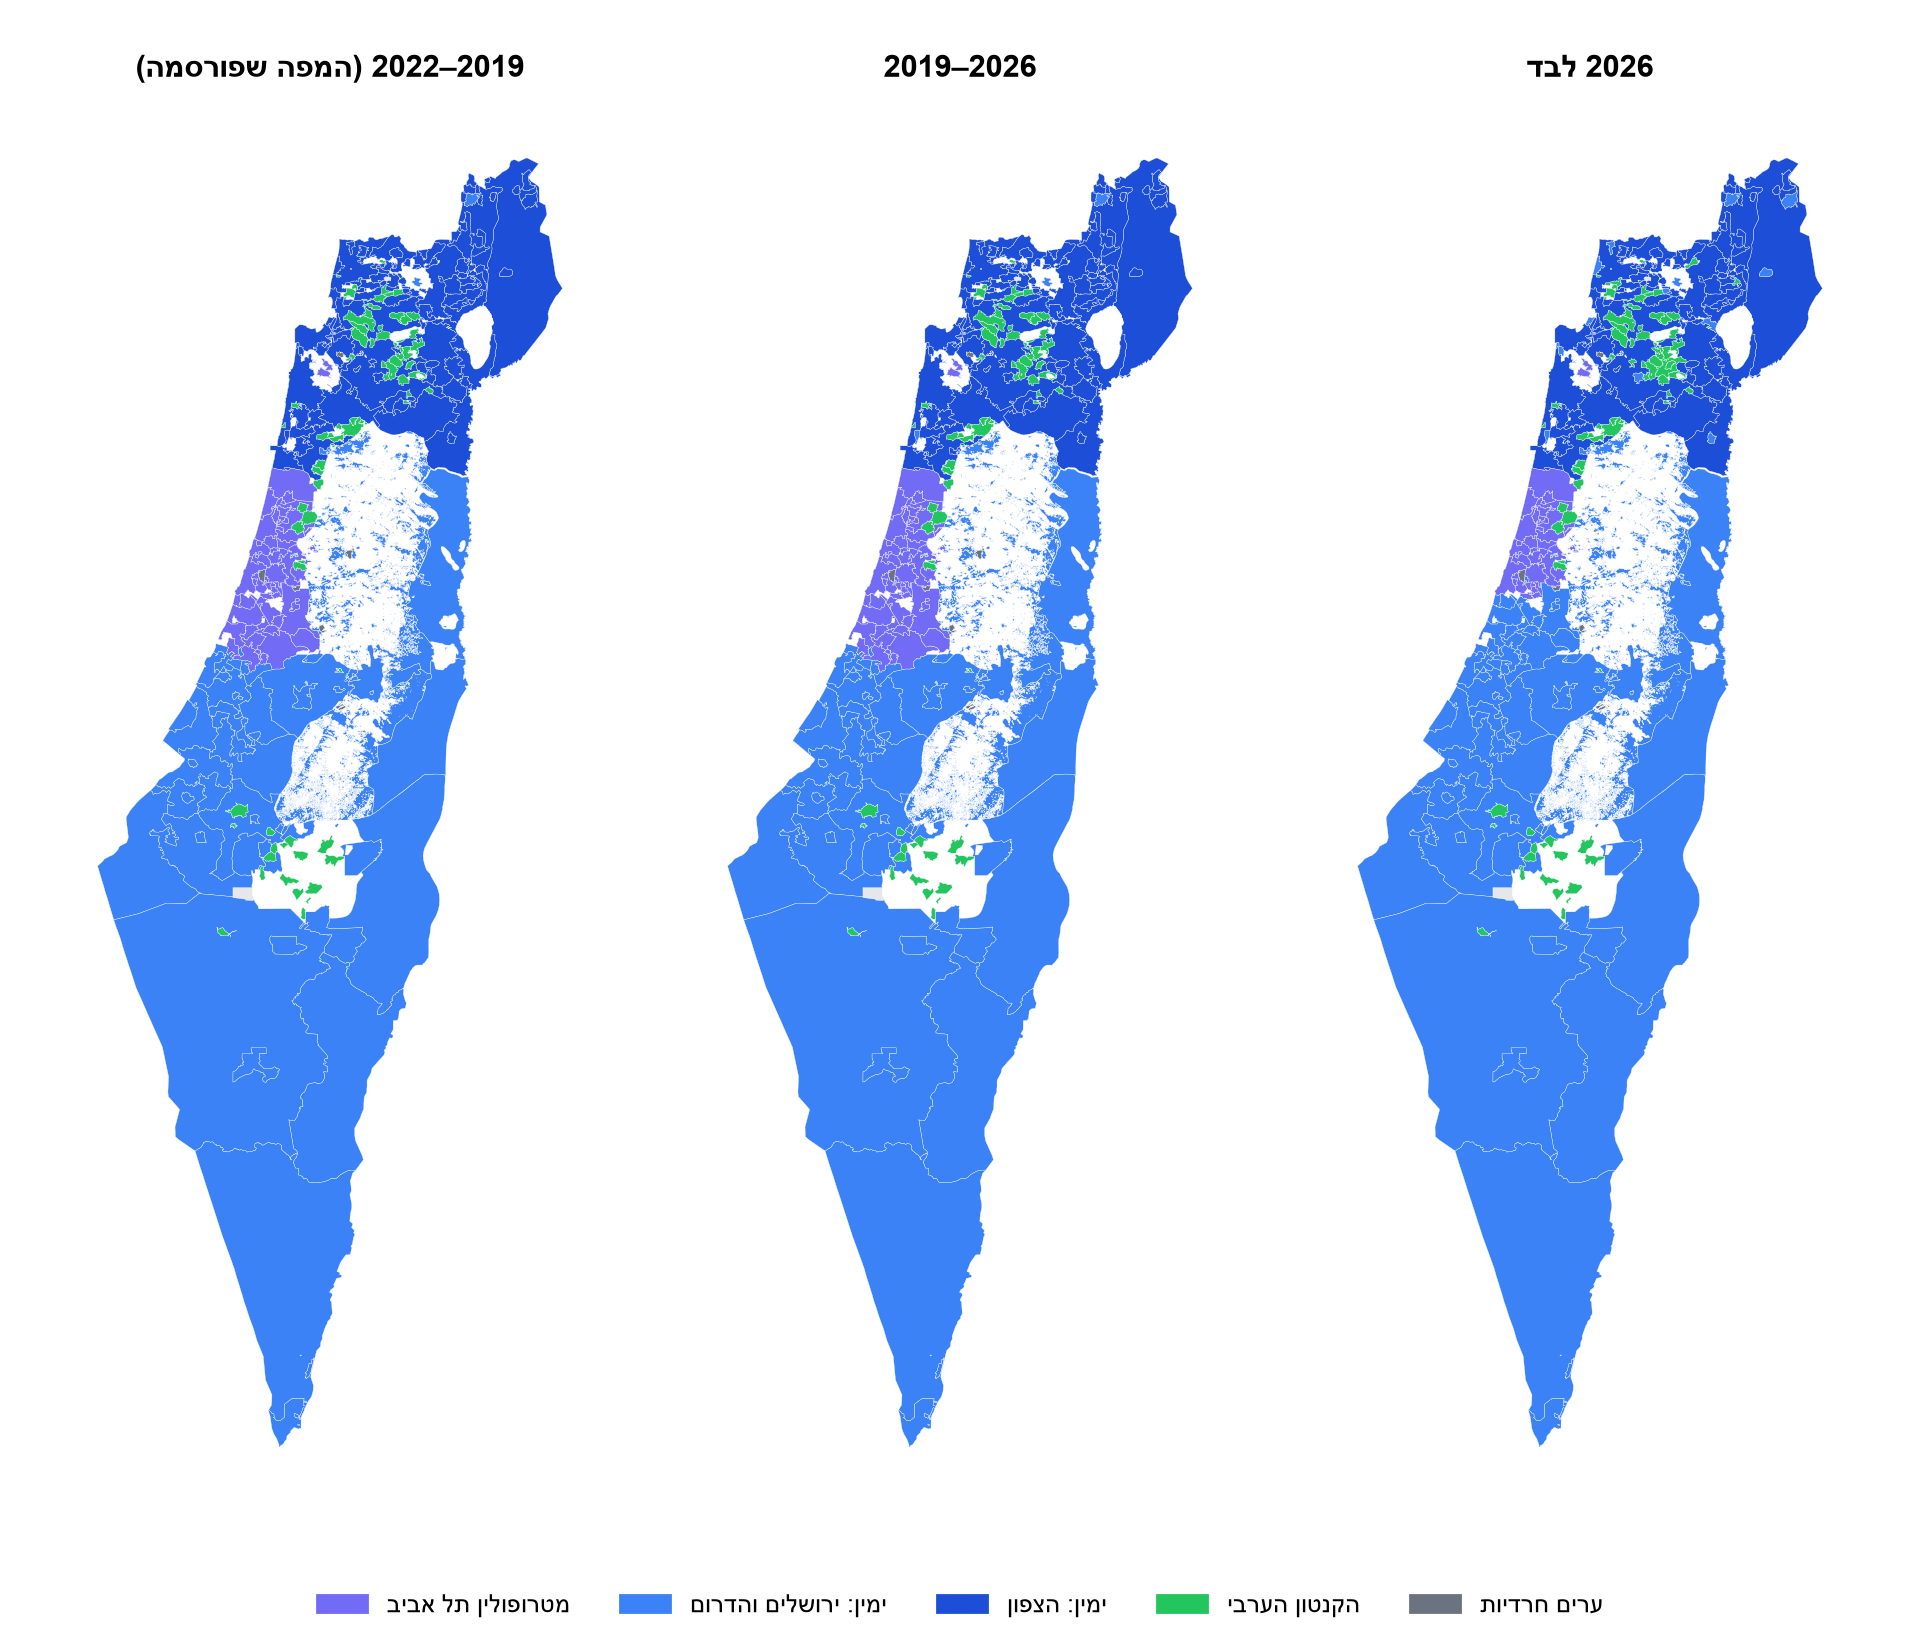 2019–2022 (המפה שפורסמה)
2019–2026
2026 לבד
מטרופולין תל אביב
ימין: ירושלים והדרום
ימין: הצפון
הקנטון הערבי
ערים חרדיות